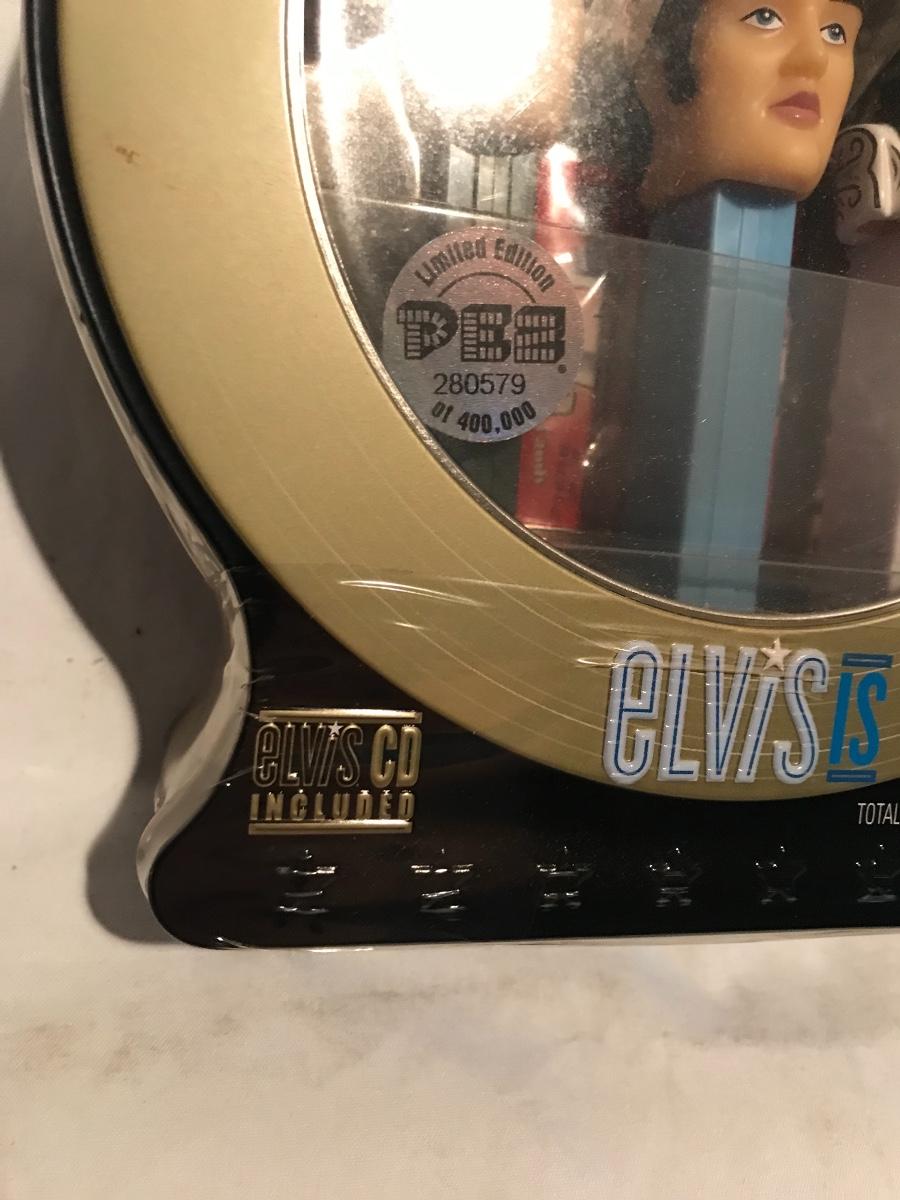 Limited Edition
PEZ
280579
of 400,000
ELViS IS
ELViS CD
INCLUDED
TOTAL